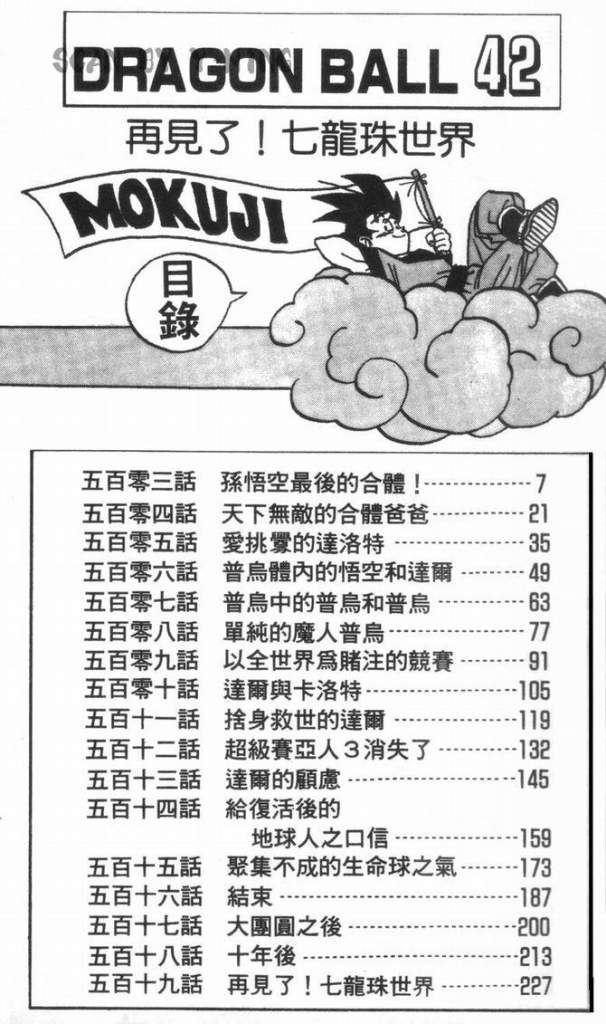 DRAGON BALL 42
再見了！七龍珠世界
MOKUJI
目錄
五百零三話 孫悟空最後的合體！ 7
五百零四話 天下無敵的合體爸爸 21
五百零五話 愛挑釁的達洛特 35
五百零六話 普烏體內的悟空和達爾 49
五百零七話 普烏中的普烏和普烏 63
五百零八話 單純的魔人普烏 77
五百零九話 以全世界爲賭注的競賽 91
五百零十話 達爾與卡洛特 105
五百十一話 捨身救世的達爾 119
五百十二話 超級賽亞人3消失了 132
五百十三話 達爾的顧慮 145
五百十四話 給復活後的
地球人之口信 159
五百十五話 聚集不成的生命球之氣 173
五百十六話 結束 187
五百十七話 大團圓之後 200
五百十八話 十年後 213
五百十九話 再見了！七龍珠世界 227